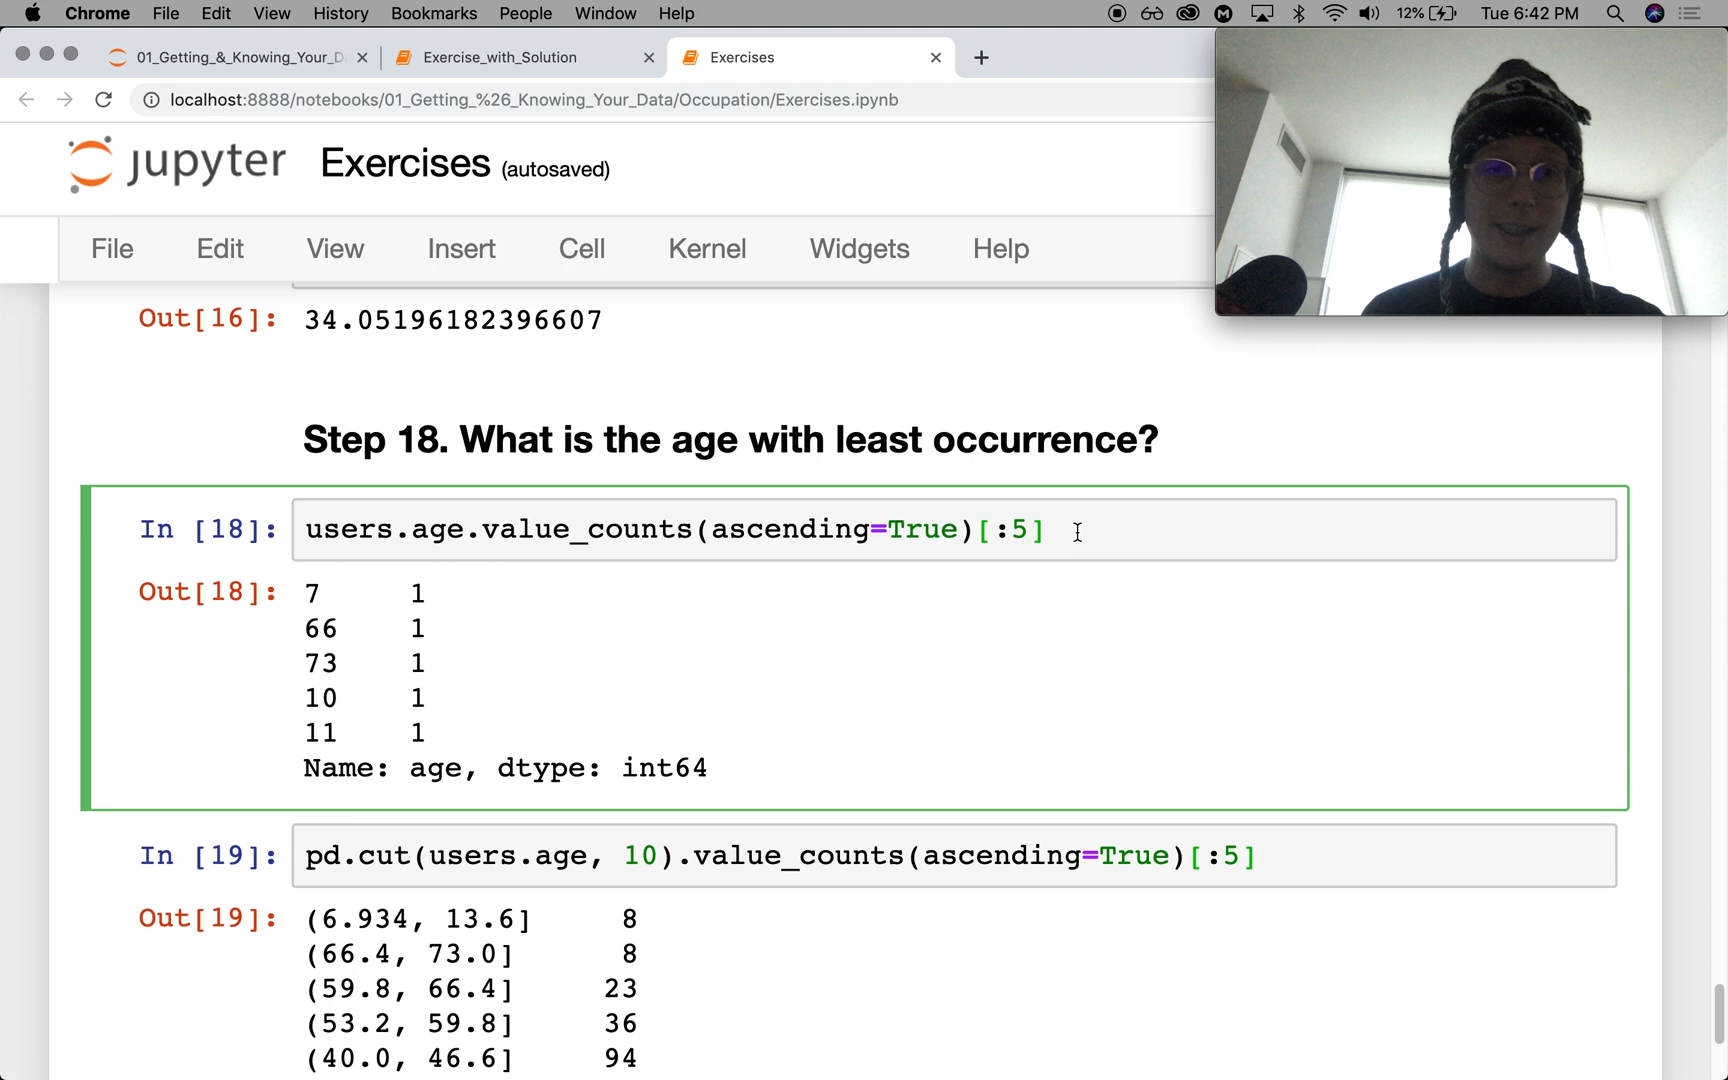 Chrome File Edit View History Bookmarks People Window Help 12% Tue 6:42 PM
01_Getting_&_Knowing_Your_D Exercise_with_Solution Exercises
localhost:8888/notebooks/01_Getting_%26_Knowing_Your_Data/Occupation/Exercises.ipynb
jupyter Exercises (autosaved)
File Edit View Insert Cell Kernel Widgets Help
Out[16]: 34.05196182396607
Step 18. What is the age with least occurrence?
In [18]: users.age.value_counts(ascending=True)[:5]
Out[18]: 7 1
66 1
73 1
10 1
11 1
Name: age, dtype: int64
In [19]: pd.cut(users.age, 10).value_counts(ascending=True)[:5]
Out[19]: (6.934, 13.6] 8
(66.4, 73.0] 8
(59.8, 66.4] 23
(53.2, 59.8] 36
(40.0, 46.6] 94